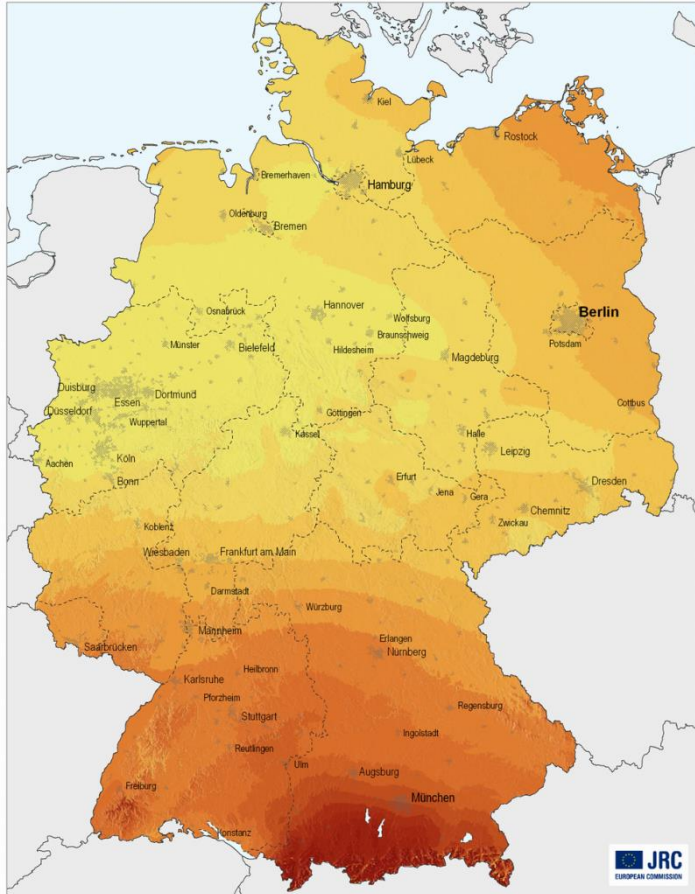 Kiel
Rostock
Lübeck
Bremerhaven
Hamburg
Oldenburg
Bremen
Berlin
Osnabrück
Hannover
Wolfsburg
Braunschweig
Potsdam
Münster
Bielefeld
Hildesheim
Magdeburg
Duisburg
Dortmund
Essen
Düsseldorf
Cottbus
Wuppertal
Göttingen
Kassel
Halle
Leipzig
Köln
Aachen
Bonn
Erfurt
Dresden
Jena
Gera
Chemnitz
Zwickau
Koblenz
Wiesbaden
Frankfurt am Main
Darmstadt
Würzburg
Mannheim
Erlangen
Saarbrücken
Nürnberg
Heilbronn
Karlsruhe
Pforzheim
Regensburg
Stuttgart
Ingolstadt
Reutlingen
Ulm
Augsburg
Freiburg
München
Konstanz
JRC
EUROPEAN COMMISSION